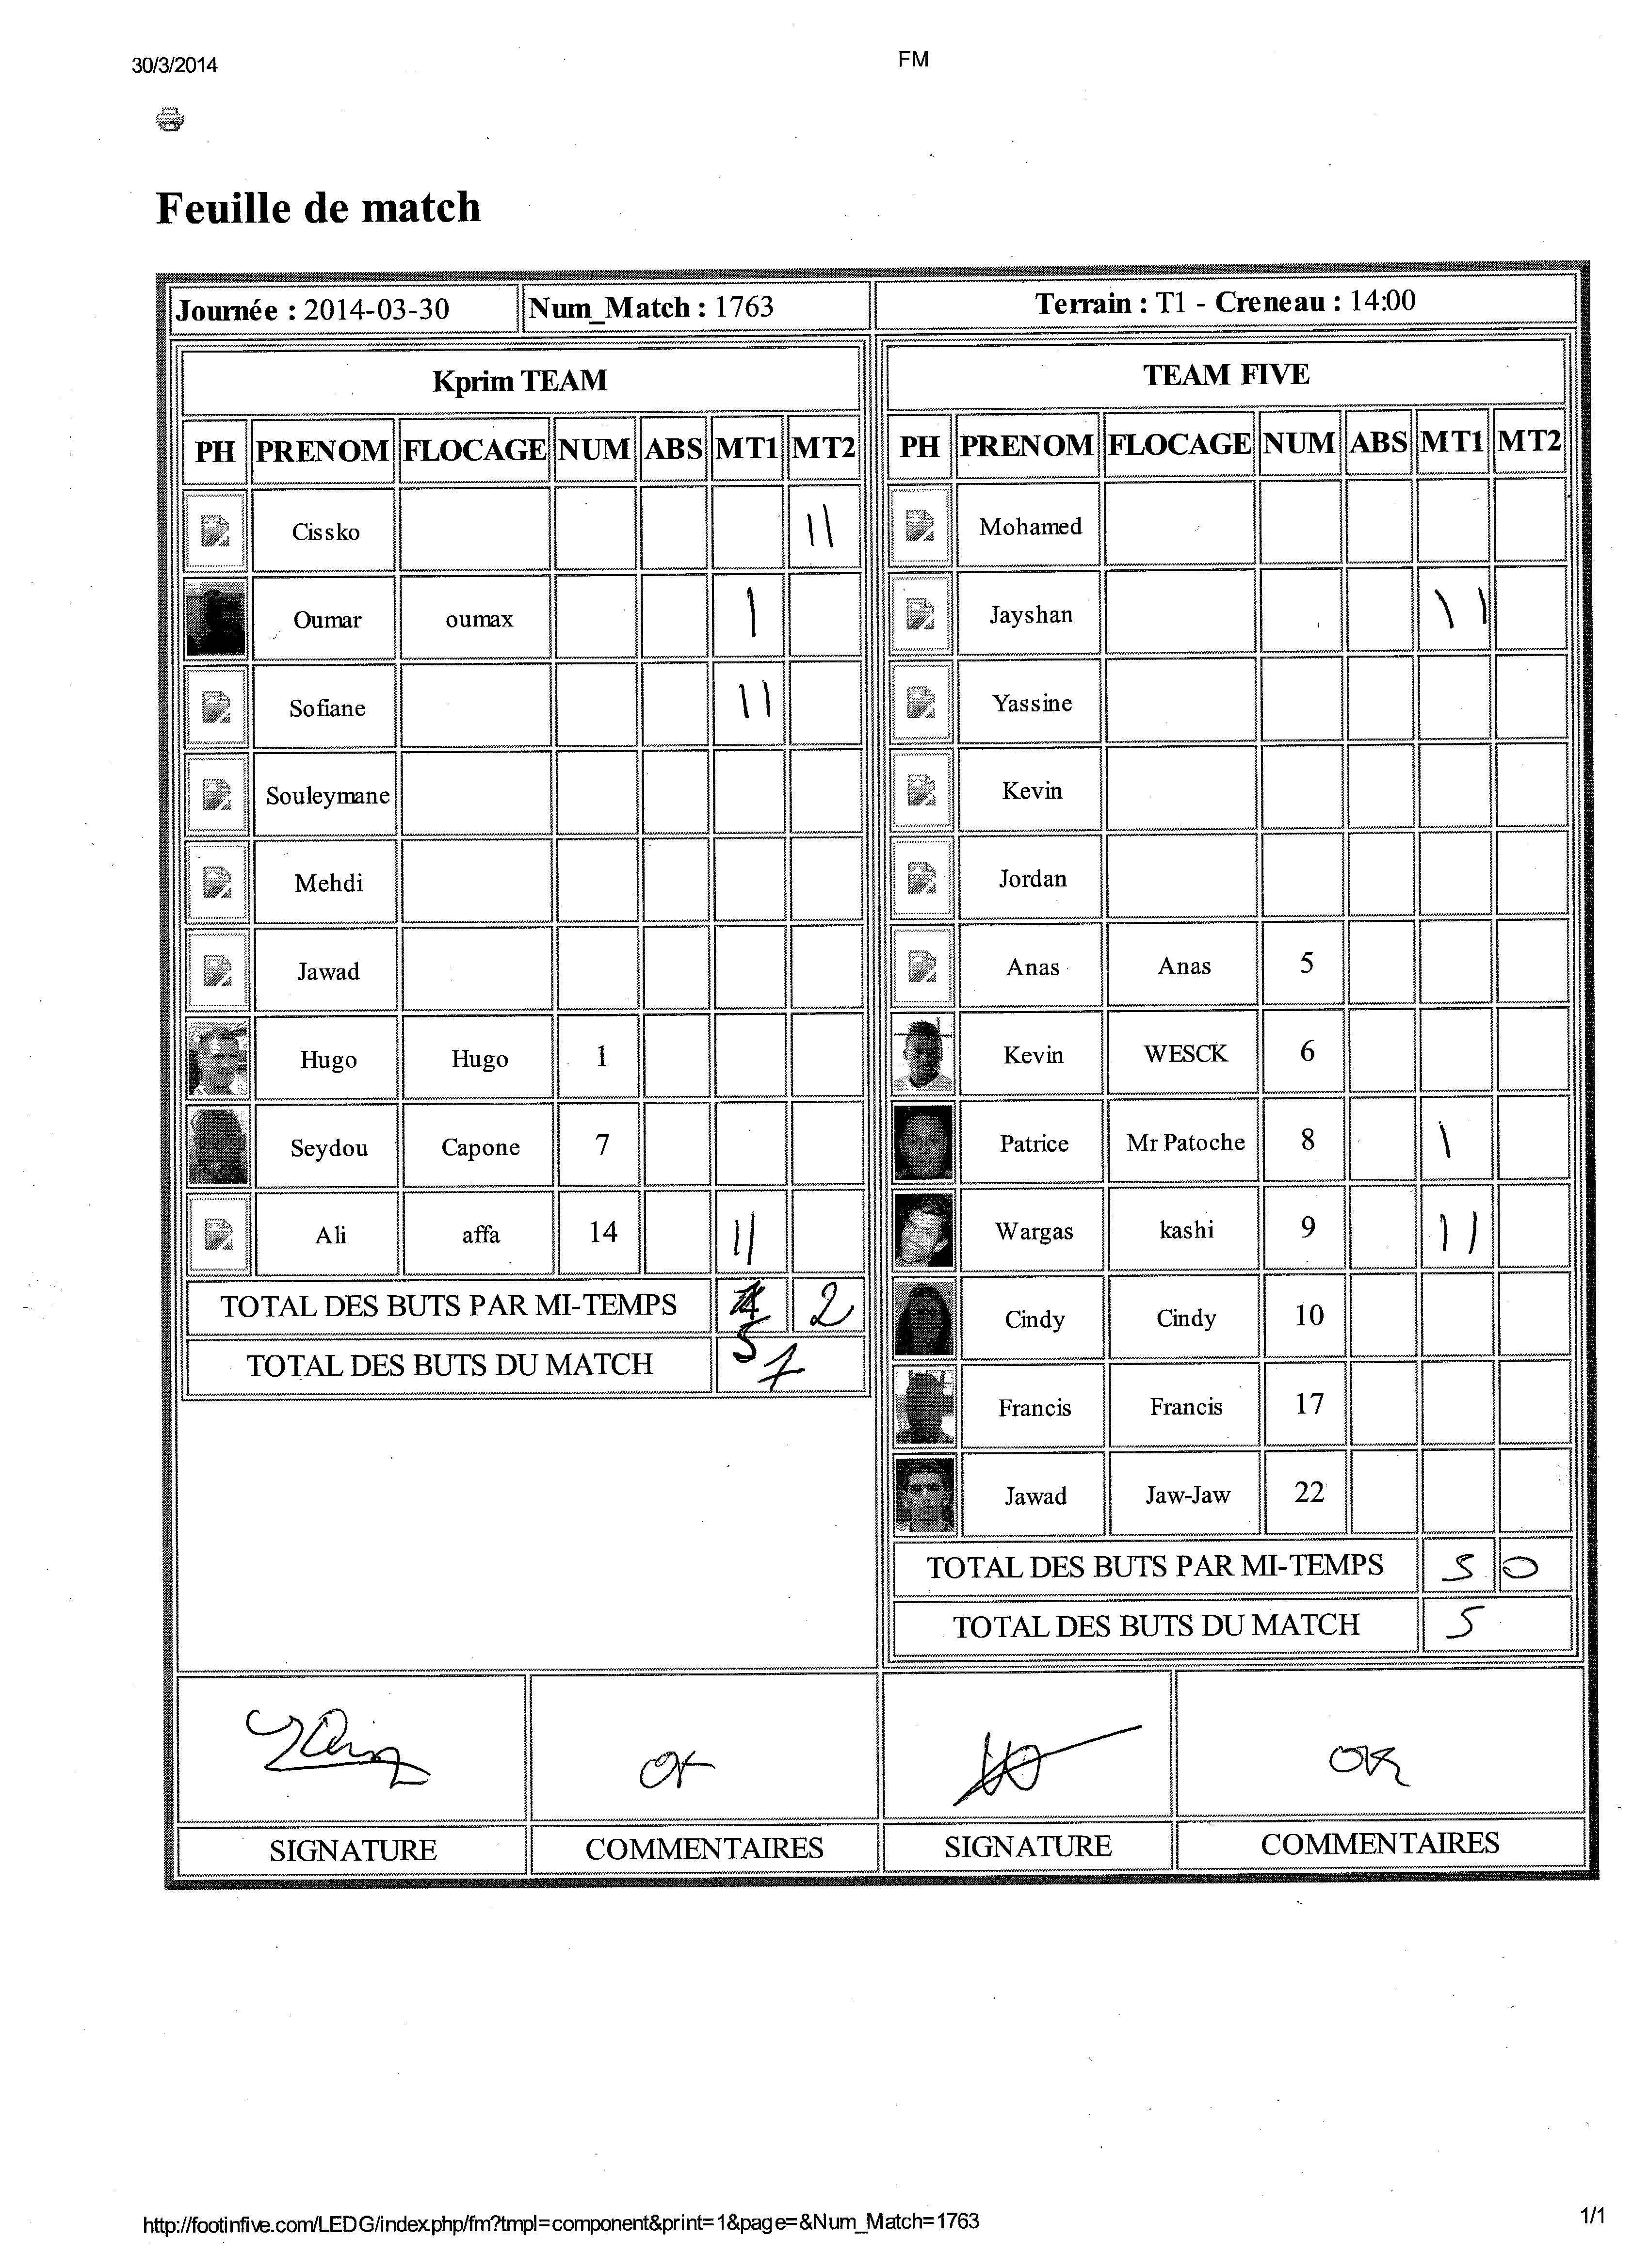 30/3/2014 FM
Feuille de match
Journée : 2014-03-30 Num_Match : 1763 Terrain : T1 - Creneau : 14:00
Kprim TEAM TEAM FIVE
PH PRENOM FLOCAGE NUM ABS MT1 MT2 PH PRENOM FLOCAGE NUM ABS MT1 MT2
Cissko 11 Mohamed
Oumar oumax 1 Jayshan 11
Sofiane 11 Yassine
Souleymane Kevin
Mehdi Jordan
Jawad Anas Anas 5
Hugo Hugo 1 Kevin WESCK 6
Seydou Capone 7 Patrice Mr Patoche 8 1
Ali affa 14 11 Wargas kashi 9 11
TOTAL DES BUTS PAR MI-TEMPS 5 2 Cindy Cindy 10
TOTAL DES BUTS DU MATCH 7 Francis Francis 17
Jawad Jaw-Jaw 22
TOTAL DES BUTS PAR MI-TEMPS 5 0
TOTAL DES BUTS DU MATCH 5
OK OK
SIGNATURE COMMENTAIRES SIGNATURE COMMENTAIRES
http://footinfive.com/LEDG/index.php/fm?tmpl=component&print=1&page=&Num_Match=1763 1/1